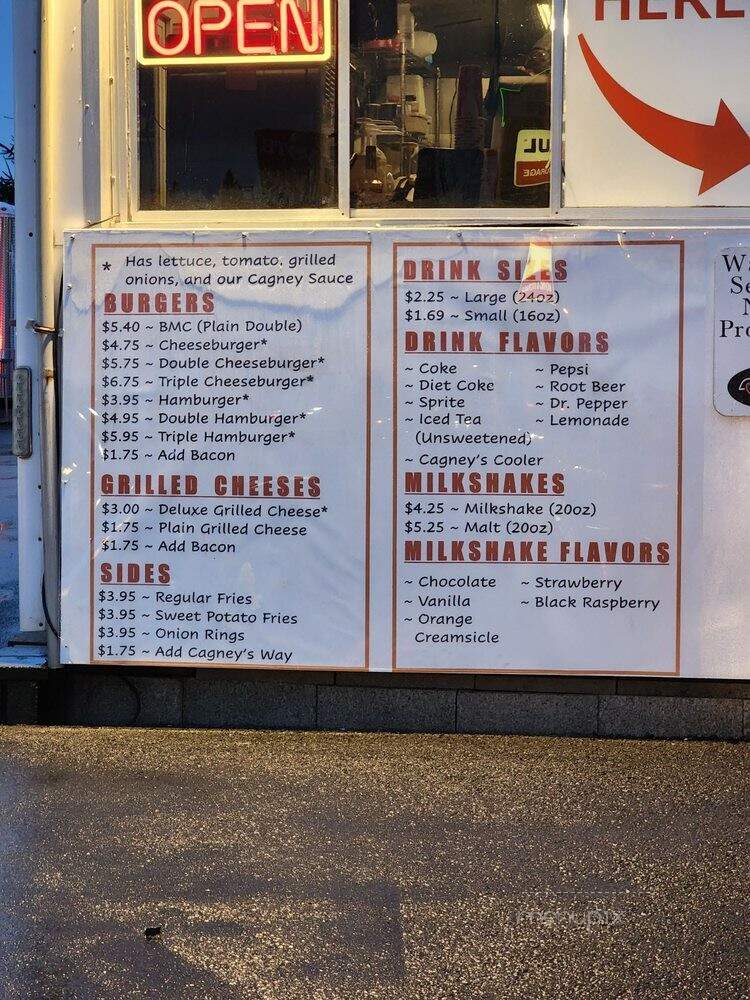 OPEN
HERE
* Has lettuce, tomato, grilled
onions, and our Cagney Sauce
BURGERS
$5.40 ~ BMC (Plain Double)
$4.75 ~ Cheeseburger*
$5.75 ~ Double Cheeseburger*
$6.75 ~ Triple Cheeseburger*
$3.95 ~ Hamburger*
$4.95 ~ Double Hamburger*
$5.95 ~ Triple Hamburger*
$1.75 ~ Add Bacon
GRILLED CHEESES
$3.00 ~ Deluxe Grilled Cheese*
$1.75 ~ Plain Grilled Cheese
$1.75 ~ Add Bacon
SIDES
$3.95 ~ Regular Fries
$3.95 ~ Sweet Potato Fries
$3.95 ~ Onion Rings
$1.75 ~ Add Cagney's Way
DRINK SIZES
$2.25 ~ Large (24oz)
$1.69 ~ Small (16oz)
DRINK FLAVORS
~ Coke ~ Pepsi
~ Diet Coke ~ Root Beer
~ Sprite ~ Dr. Pepper
~ Iced Tea ~ Lemonade
(Unsweetened)
~ Cagney's Cooler
MILKSHAKES
$4.25 ~ Milkshake (20oz)
$5.25 ~ Malt (20oz)
MILKSHAKE FLAVORS
~ Chocolate ~ Strawberry
~ Vanilla ~ Black Raspberry
~ Orange
Creamsicle
menupix